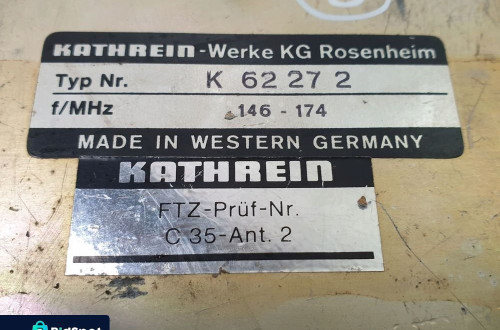 KATHREIN-Werke KG Rosenheim
Typ Nr. K 62 27 2
f/MHz 146 - 174
MADE IN WESTERN GERMANY
KATHREIN
FTZ-Prüf-Nr.
C 35-Ant. 2
BidSpot